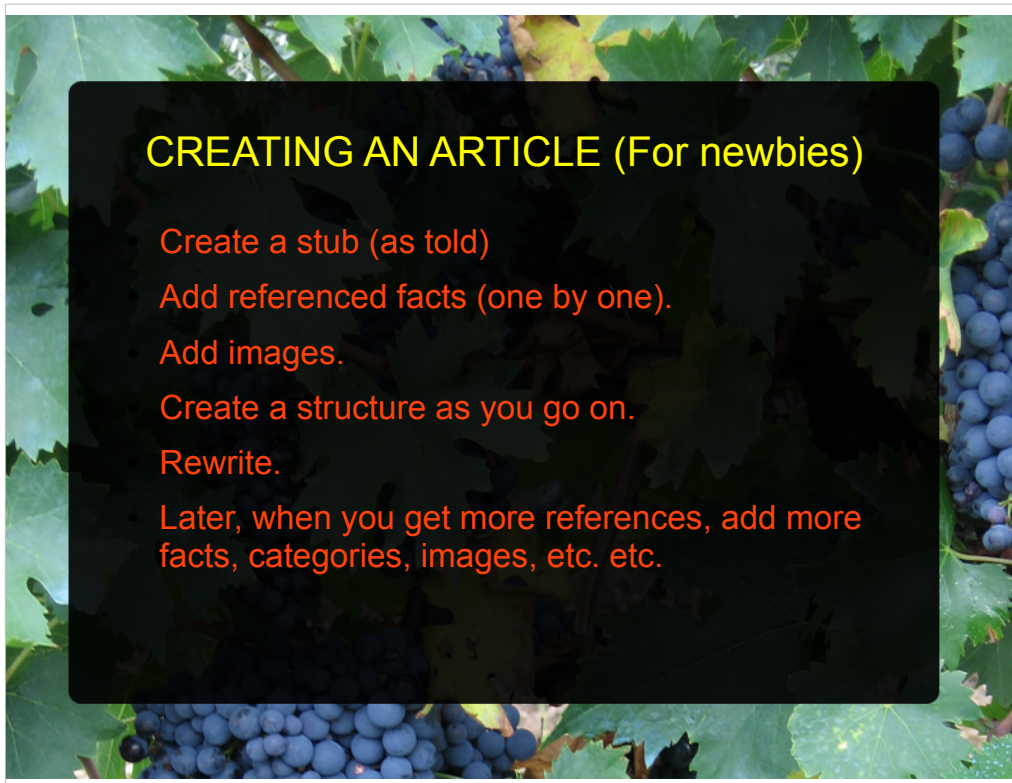 CREATING AN ARTICLE (For newbies)
Create a stub (as told)
Add referenced facts (one by one).
Add images.
Create a structure as you go on.
Rewrite.
Later, when you get more references, add more
facts, categories, images, etc. etc.